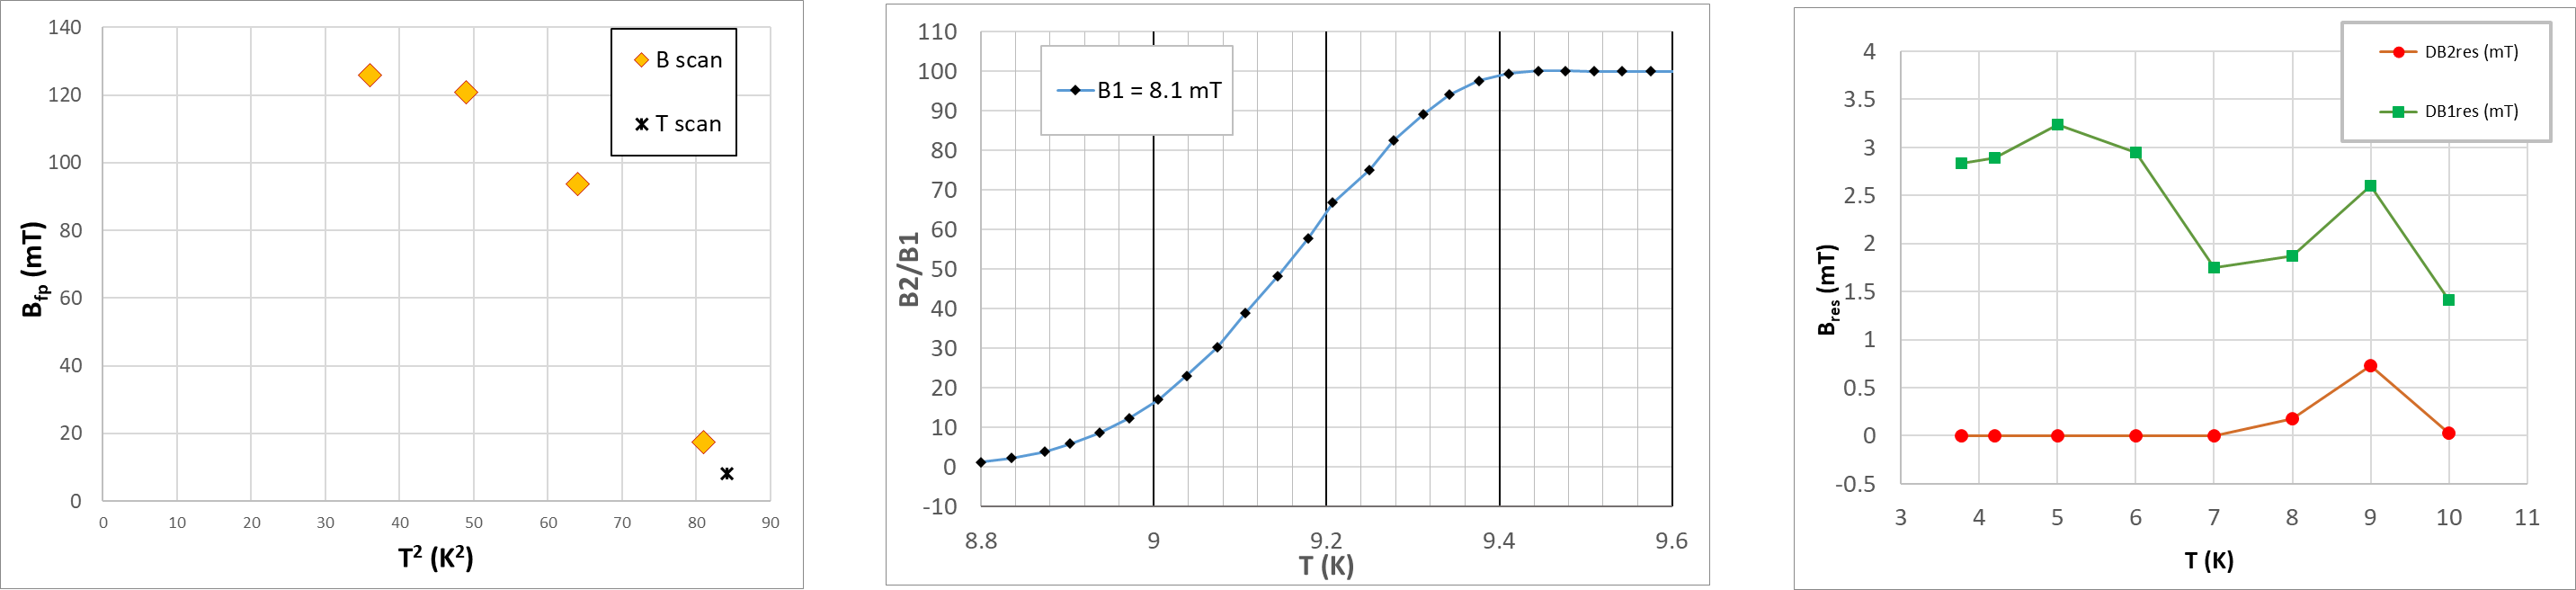 140
120
100
80
60
40
20
0
0 10 20 30 40 50 60 70 80 90
B scan
T scan
Bfp (mT)
T² (K²)
110
100
90
80
70
60
50
40
30
20
10
0
-10
8.8 9 9.2 9.4 9.6
B1 = 8.1 mT
B2/B1
T (K)
4
3.5
3
2.5
2
1.5
1
0.5
0
-0.5
3 4 5 6 7 8 9 10 11
DB2res (mT)
DB1res (mT)
Bres (mT)
T (K)